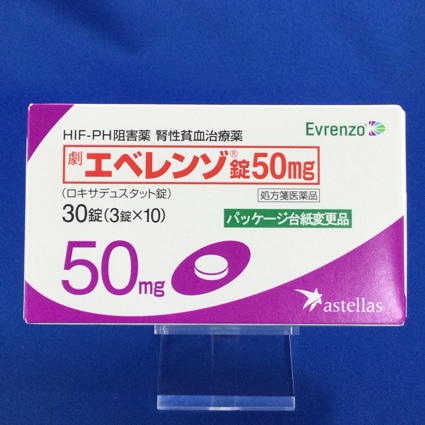 HIF-PH阻害薬 腎性貧血治療薬
Evrenzo®
劇 エベレンゾ®錠50mg
(ロキサデュスタット錠)
処方箋医薬品
30錠(3錠×10)
パッケージ台紙変更品
50mg
astellas